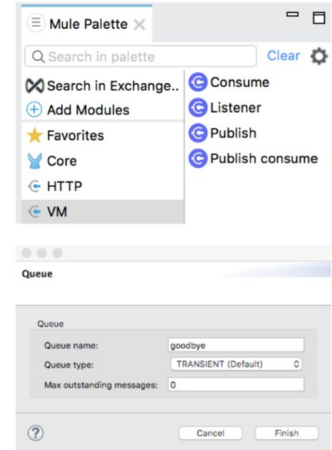 Mule Palette
Search in palette
Clear
Search in Exchange..
Add Modules
Favorites
Core
HTTP
VM
Consume
Listener
Publish
Publish consume
Queue
Queue
Queue name: goodbye
Queue type: TRANSIENT (Default)
Max outstanding messages: 0
? Cancel Finish